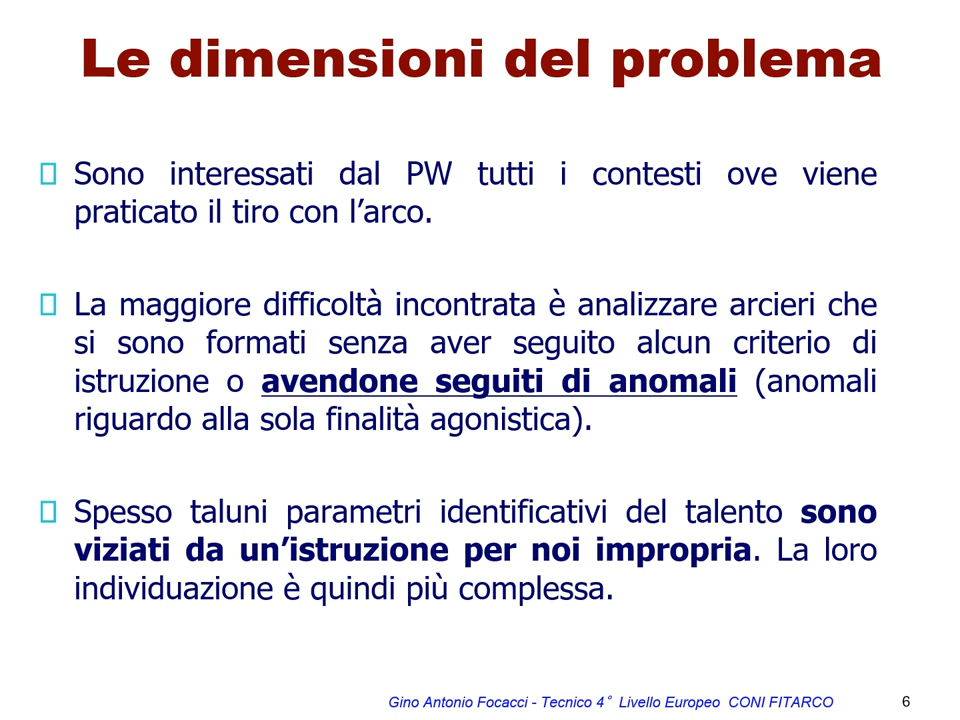 Le dimensioni del problema
Sono interessati dal PW tutti i contesti ove viene
praticato il tiro con l’arco.
La maggiore difficoltà incontrata è analizzare arcieri che
si sono formati senza aver seguito alcun criterio di
istruzione o avendone seguiti di anomali (anomali
riguardo alla sola finalità agonistica).
Spesso taluni parametri identificativi del talento sono
viziati da un’istruzione per noi impropria. La loro
individuazione è quindi più complessa.
Gino Antonio Focacci - Tecnico 4° Livello Europeo CONI FITARCO 6